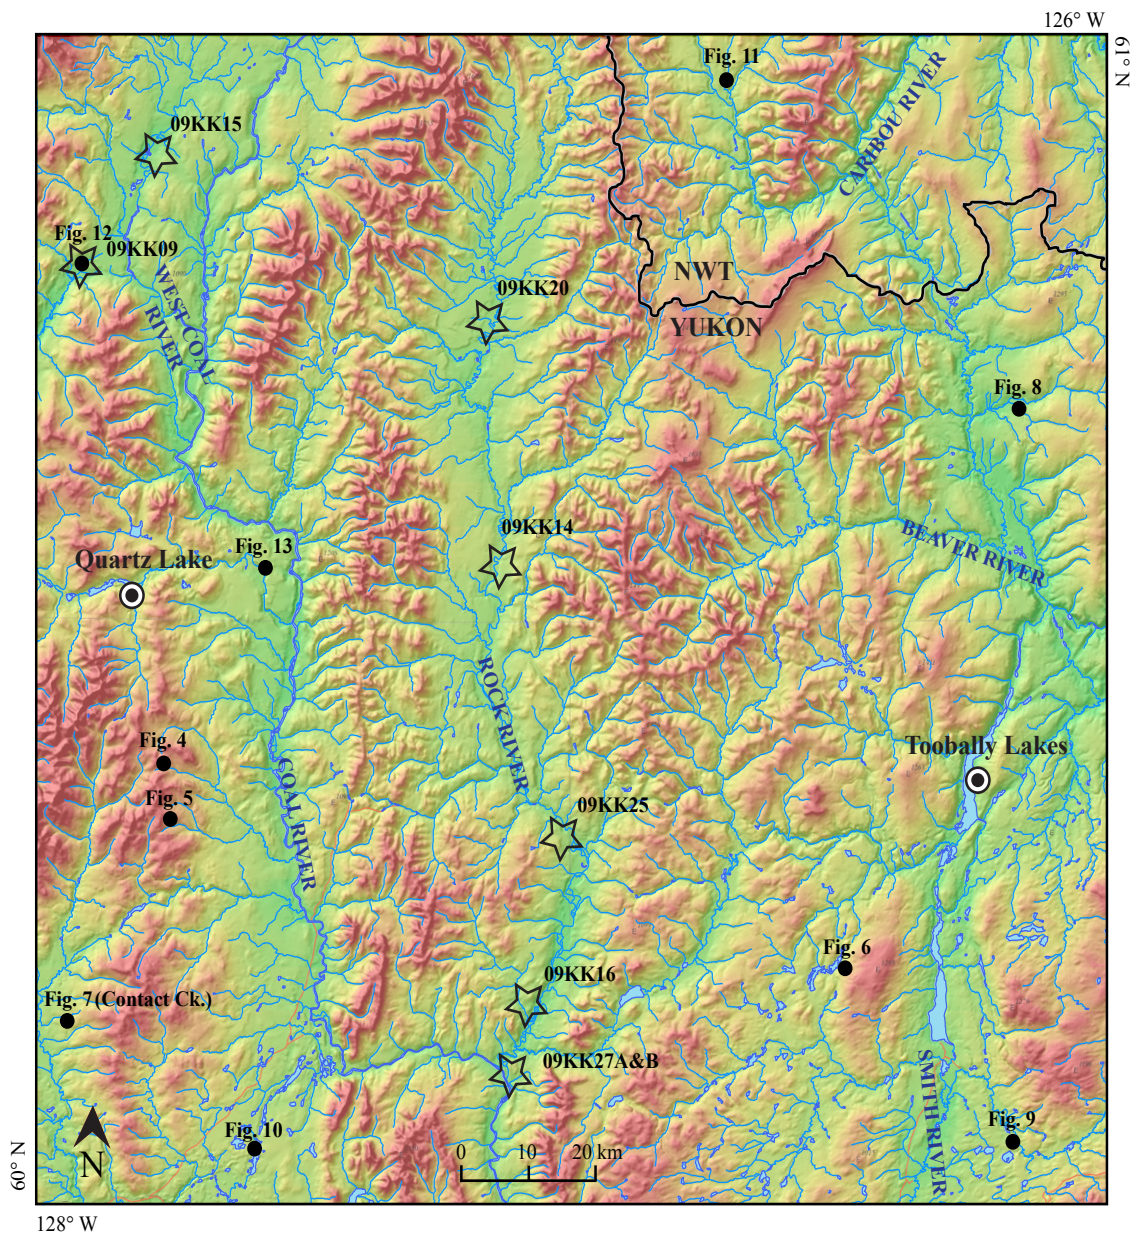 126° W
61° N
Fig. 11
CARIBOU RIVER
09KK15
Fig. 12
09KK09
WEST COAL
RIVER
NWT
09KK20
YUKON
Fig. 8
09KK14
BEAVER RIVER
Fig. 13
Quartz Lake
ROCK RIVER
Fig. 4
Toobally Lakes
COAL RIVER
Fig. 5
09KK25
Fig. 6
09KK16
Fig. 7 (Contact Ck.)
09KK27A&B
SMITH RIVER
Fig. 10
Fig. 9
N
0 10 20 km
60° N
128° W